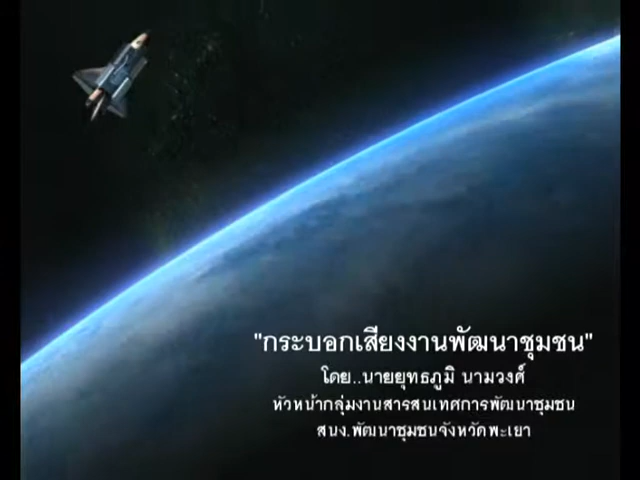 "กระบอกเสียงงานพัฒนาชุมชน"
โดย..นายยุทธภูมิ นามวงศ์
หัวหน้ากลุ่มงานสารสนเทศการพัฒนาชุมชน
สนง.พัฒนาชุมชนจังหวัดพะเยา